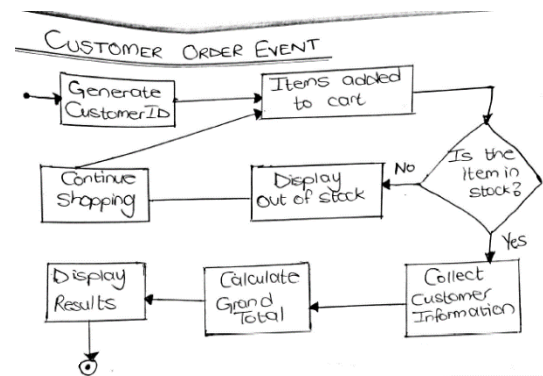 CUSTOMER ORDER EVENT
Generate
CustomerID
Items added
to cart
Is the
Item in
stock?
No
Display
out of stock
Continue
Shopping
Yes
Collect
Customer
Information
Calculate
Grand
Total
Display
Results